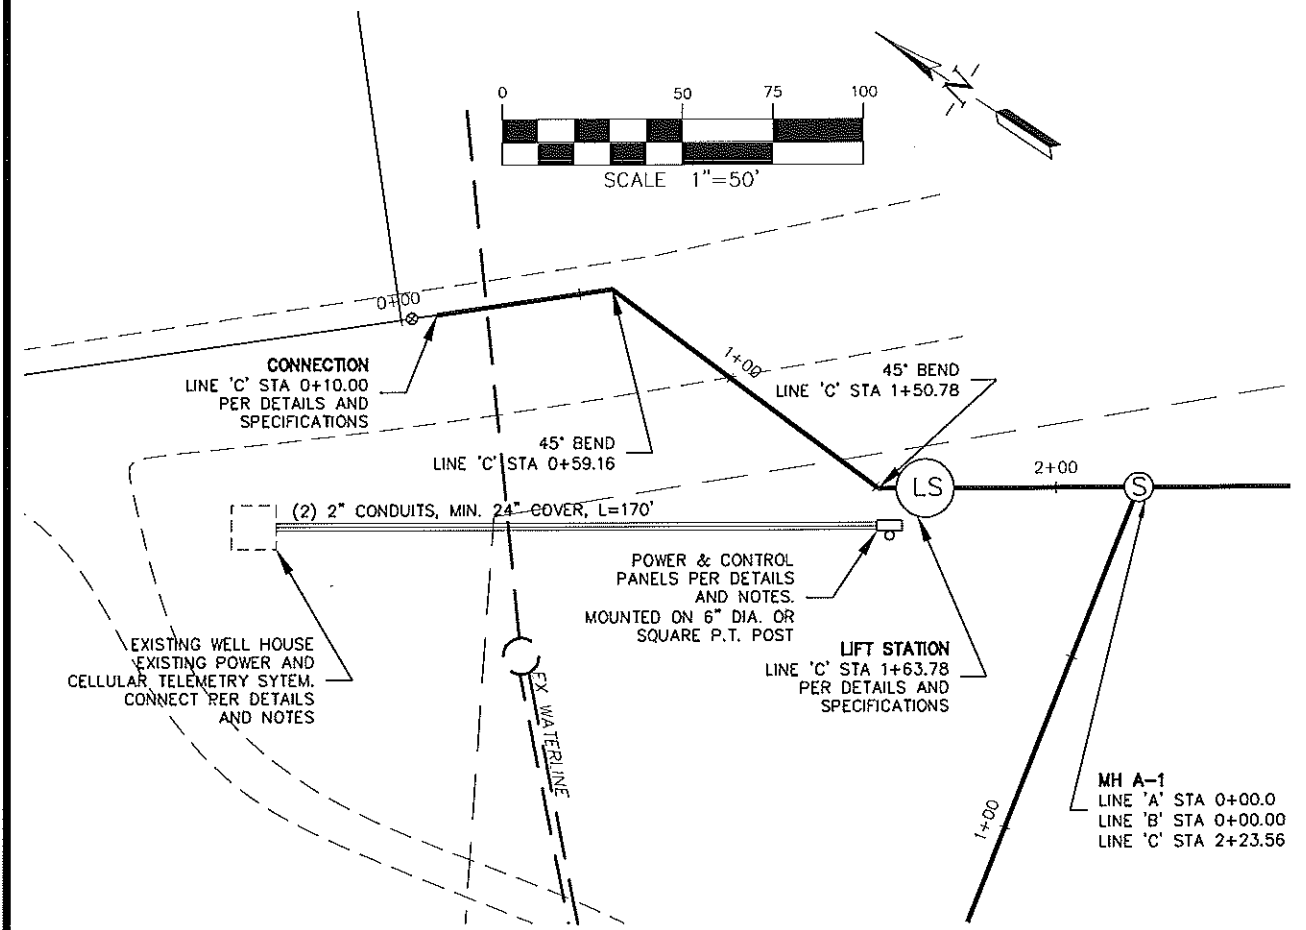 0 50 75 100
SCALE 1"=50'
N
0+00
CONNECTION
LINE 'C' STA 0+10.00
PER DETAILS AND
SPECIFICATIONS
1+00
45° BEND
LINE 'C' STA 1+50.78
45° BEND
LINE 'C' STA 0+59.16
2+00
LS
S
(2) 2" CONDUITS, MIN. 24" COVER, L=170'
POWER & CONTROL
PANELS PER DETAILS
AND NOTES.
MOUNTED ON 6" DIA. OR
SQUARE P.T. POST
EXISTING WELL HOUSE
EXISTING POWER AND
CELLULAR TELEMETRY SYTEM.
CONNECT PER DETAILS
AND NOTES
LIFT STATION
LINE 'C' STA 1+63.78
PER DETAILS AND
SPECIFICATIONS
EX WATERLINE
1+00
MH A-1
LINE 'A' STA 0+00.0
LINE 'B' STA 0+00.00
LINE 'C' STA 2+23.56